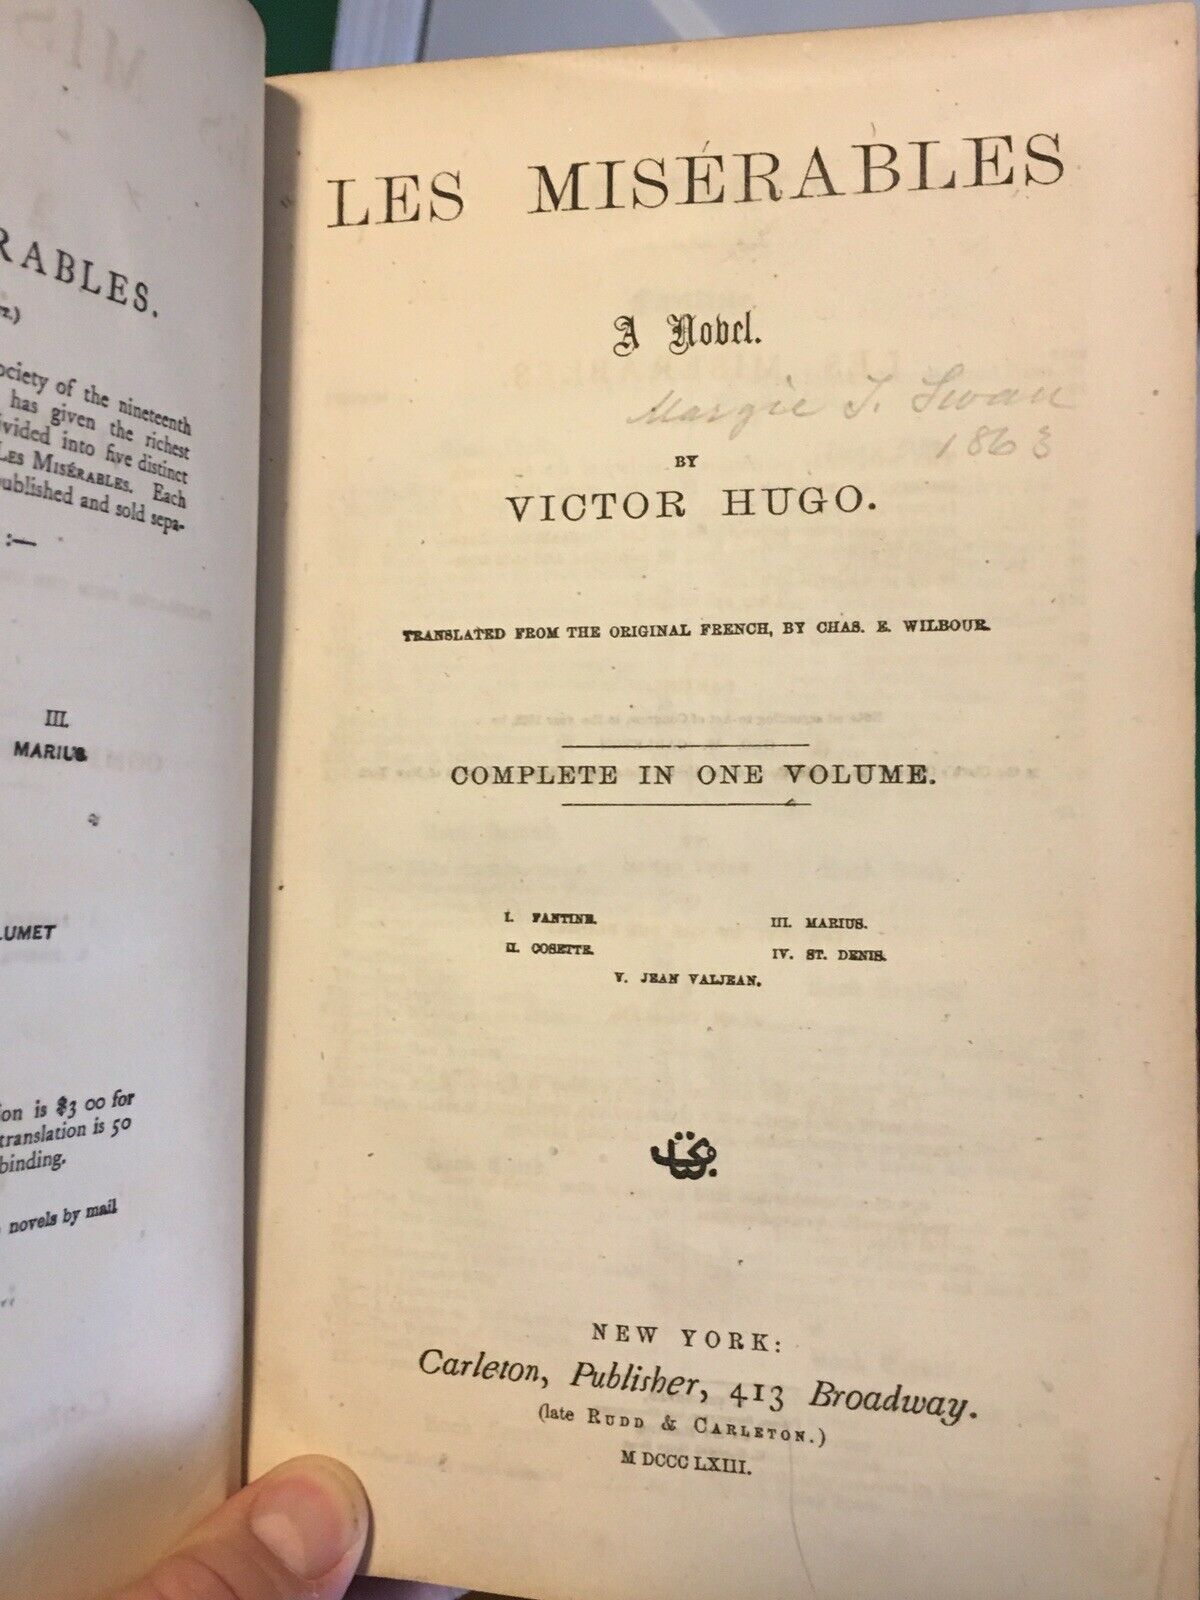 RABLES.
ociety of the nineteenth
has given the richest
vided into five distinct
LES MISÉRABLES. Each
ublished and sold sepa-
:—
III.
MARIUS
LUMET
ion is $3 00 for
translation is 50
binding.
novels by mail
LES MISÉRABLES
A Novel.
Margie T. Swan
1863
BY
VICTOR HUGO.
TRANSLATED FROM THE ORIGINAL FRENCH, BY CHAS. E. WILBOUR.
COMPLETE IN ONE VOLUME.
I. FANTINE. III. MARIUS.
II. COSETTE. IV. ST. DENIS.
V. JEAN VALJEAN.
NEW YORK:
Carleton, Publisher, 413 Broadway.
(late RUDD & CARLETON.)
M DCCC LXIII.